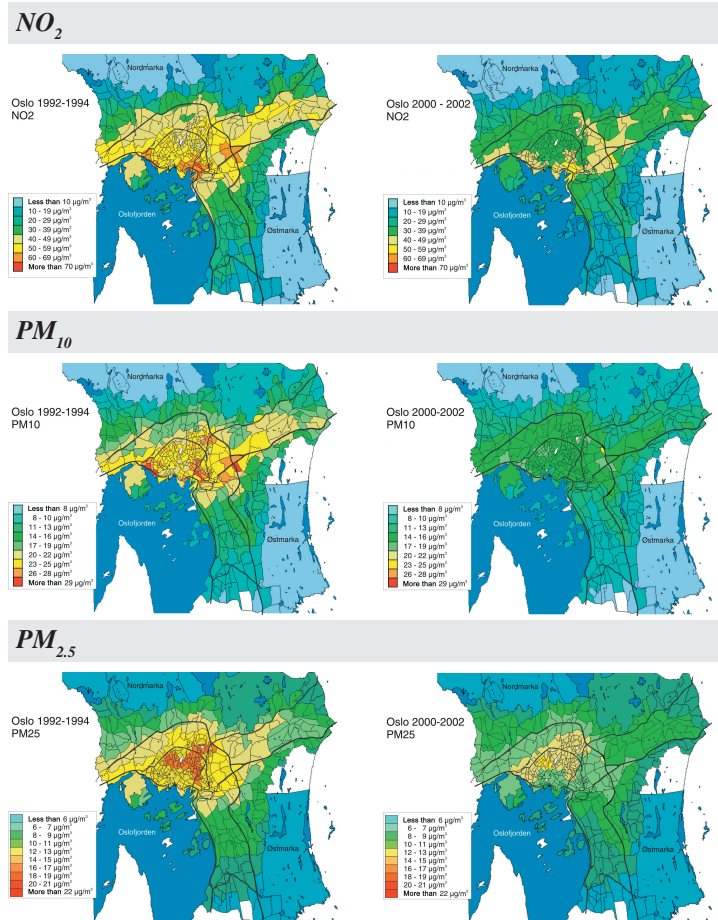 NO2
Nordmarka
Oslo 1992-1994
NO2
Oslofjorden
Østmarka
Less than 10 µg/m³
10 - 19 µg/m³
20 - 29 µg/m³
30 - 39 µg/m³
40 - 49 µg/m³
50 - 59 µg/m³
60 - 69 µg/m³
More than 70 µg/m³
Nordmarka
Oslo 2000 - 2002
NO2
Oslofjorden
Østmarka
Less than 10 µg/m³
10 - 19 µg/m³
20 - 29 µg/m³
30 - 39 µg/m³
40 - 49 µg/m³
50 - 59 µg/m³
60 - 69 µg/m³
More than 70 µg/m³
PM10
Nordmarka
Oslo 1992-1994
PM10
Oslofjorden
Østmarka
Less than 8 µg/m³
8 - 10 µg/m³
11 - 13 µg/m³
14 - 16 µg/m³
17 - 19 µg/m³
20 - 22 µg/m³
23 - 25 µg/m³
26 - 28 µg/m³
More than 29 µg/m³
Nordmarka
Oslo 2000-2002
PM10
Oslofjorden
Østmarka
Less than 8 µg/m³
8 - 10 µg/m³
11 - 13 µg/m³
14 - 16 µg/m³
17 - 19 µg/m³
20 - 22 µg/m³
23 - 25 µg/m³
26 - 28 µg/m³
More than 29 µg/m³
PM2.5
Nordmarka
Oslo 1992-1994
PM25
Oslofjorden
Østmarka
Less than 6 µg/m³
6 - 7 µg/m³
8 - 9 µg/m³
10 - 11 µg/m³
12 - 13 µg/m³
14 - 15 µg/m³
16 - 17 µg/m³
18 - 19 µg/m³
20 - 21 µg/m³
More than 22 µg/m³
Nordmarka
Oslo 2000-2002
PM25
Oslofjorden
Østmarka
Less than 6 µg/m³
6 - 7 µg/m³
8 - 9 µg/m³
10 - 11 µg/m³
12 - 13 µg/m³
14 - 15 µg/m³
16 - 17 µg/m³
18 - 19 µg/m³
20 - 21 µg/m³
More than 22 µg/m³